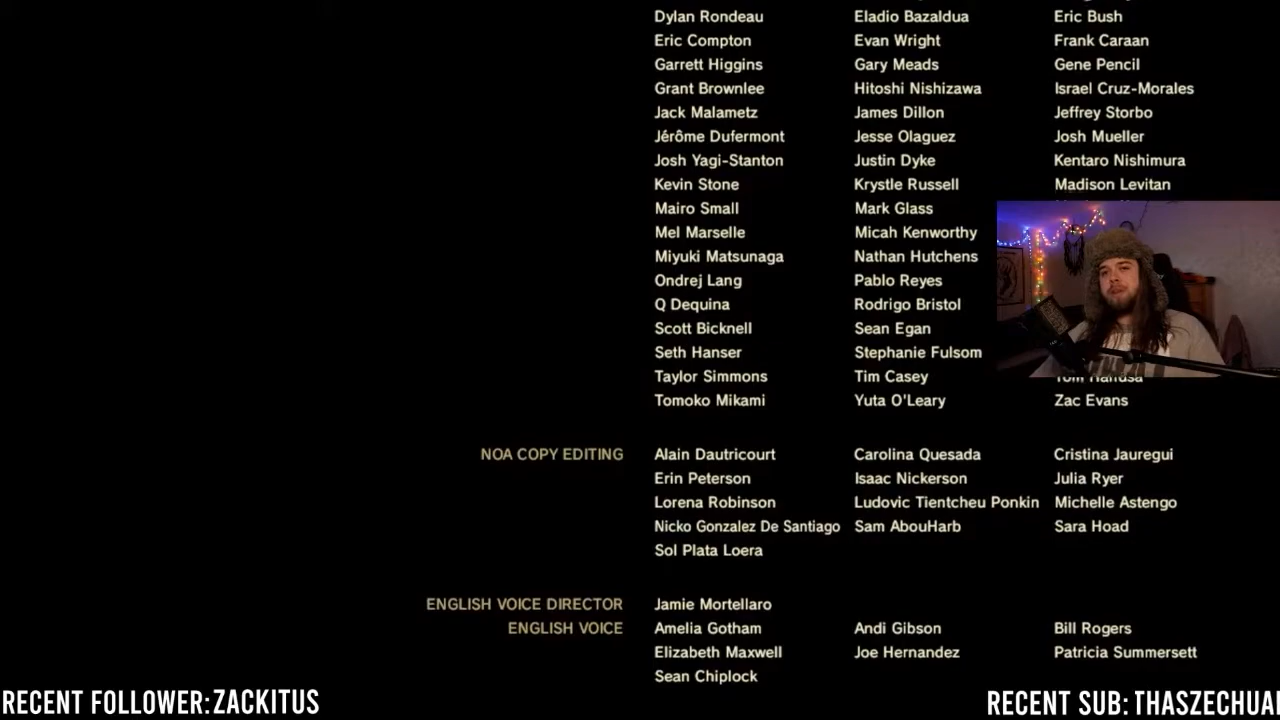 Dylan Rondeau Eladio Bazaldua Eric Bush
Eric Compton Evan Wright Frank Caraan
Garrett Higgins Gary Meads Gene Pencil
Grant Brownlee Hitoshi Nishizawa Israel Cruz-Morales
Jack Malametz James Dillon Jeffrey Storbo
Jérôme Dufermont Jesse Olaguez Josh Mueller
Josh Yagi-Stanton Justin Dyke Kentaro Nishimura
Kevin Stone Krystle Russell Madison Levitan
Mairo Small Mark Glass
Mel Marselle Micah Kenworthy
Miyuki Matsunaga Nathan Hutchens
Ondrej Lang Pablo Reyes
Q Dequina Rodrigo Bristol
Scott Bicknell Sean Egan
Seth Hanser Stephanie Fulsom
Taylor Simmons Tim Casey
Tomoko Mikami Yuta O'Leary Zac Evans
NOA COPY EDITING Alain Dautricourt Carolina Quesada Cristina Jauregui
Erin Peterson Isaac Nickerson Julia Ryer
Lorena Robinson Ludovic Tientcheu Ponkin Michelle Astengo
Nicko Gonzalez De Santiago Sam AbouHarb Sara Hoad
Sol Plata Loera
ENGLISH VOICE DIRECTOR Jamie Mortellaro
ENGLISH VOICE Amelia Gotham Andi Gibson Bill Rogers
Elizabeth Maxwell Joe Hernandez Patricia Summersett
Sean Chiplock
RECENT FOLLOWER: ZACKITUS RECENT SUB: THASZECHUAN